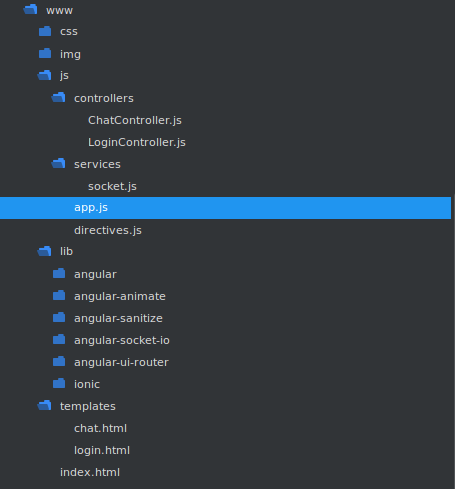 www
css
img
js
controllers
ChatController.js
LoginController.js
services
socket.js
app.js
directives.js
lib
angular
angular-animate
angular-sanitize
angular-socket-io
angular-ui-router
ionic
templates
chat.html
login.html
index.html